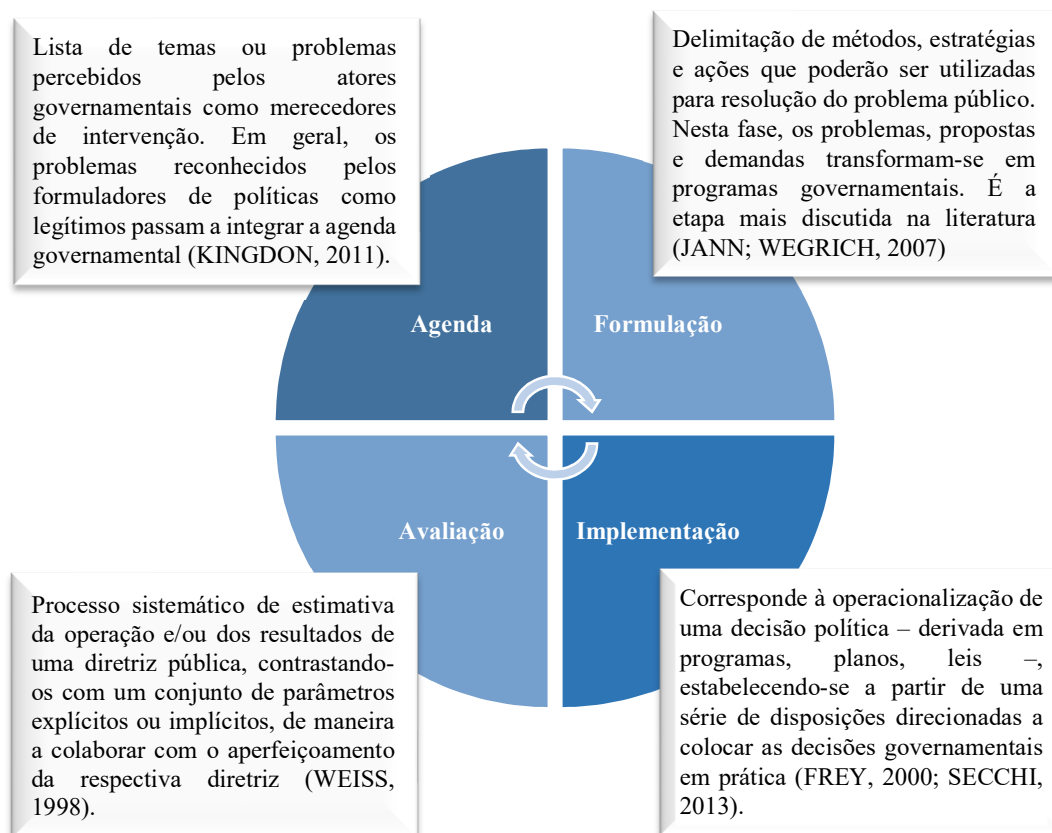 Lista de temas ou problemas
percebidos pelos atores
governamentais como merecedores
de intervenção. Em geral, os
problemas reconhecidos pelos
formuladores de políticas como
legítimos passam a integrar a agenda
governamental (KINGDON, 2011).
Delimitação de métodos, estratégias
e ações que poderão ser utilizadas
para resolução do problema público.
Nesta fase, os problemas, propostas
e demandas transformam-se em
programas governamentais. É a
etapa mais discutida na literatura
(JANN; WEGRICH, 2007)
Agenda
Formulação
Avaliação
Implementação
Processo sistemático de estimativa
da operação e/ou dos resultados de
uma diretriz pública, contrastando-
os com um conjunto de parâmetros
explícitos ou implícitos, de maneira
a colaborar com o aperfeiçoamento
da respectiva diretriz (WEISS,
1998).
Corresponde à operacionalização de
uma decisão política – derivada em
programas, planos, leis –,
estabelecendo-se a partir de uma
série de disposições direcionadas a
colocar as decisões governamentais
em prática (FREY, 2000; SECCHI,
2013).